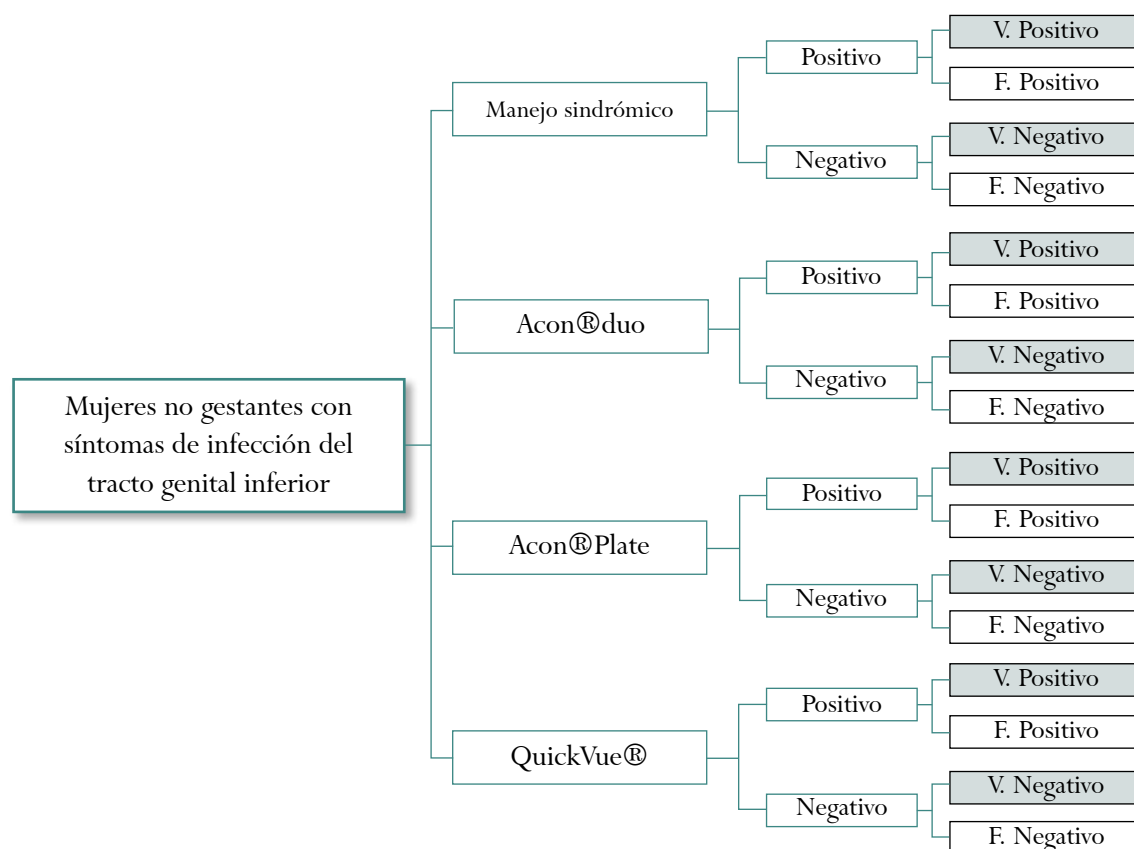 Mujeres no gestantes con
síntomas de infección del
tracto genital inferior
Manejo sindrómico
Positivo
V. Positivo
F. Positivo
Negativo
V. Negativo
F. Negativo
Acon®duo
Positivo
V. Positivo
F. Positivo
Negativo
V. Negativo
F. Negativo
Acon®Plate
Positivo
V. Positivo
F. Positivo
Negativo
V. Negativo
F. Negativo
QuickVue®
Positivo
V. Positivo
F. Positivo
Negativo
V. Negativo
F. Negativo